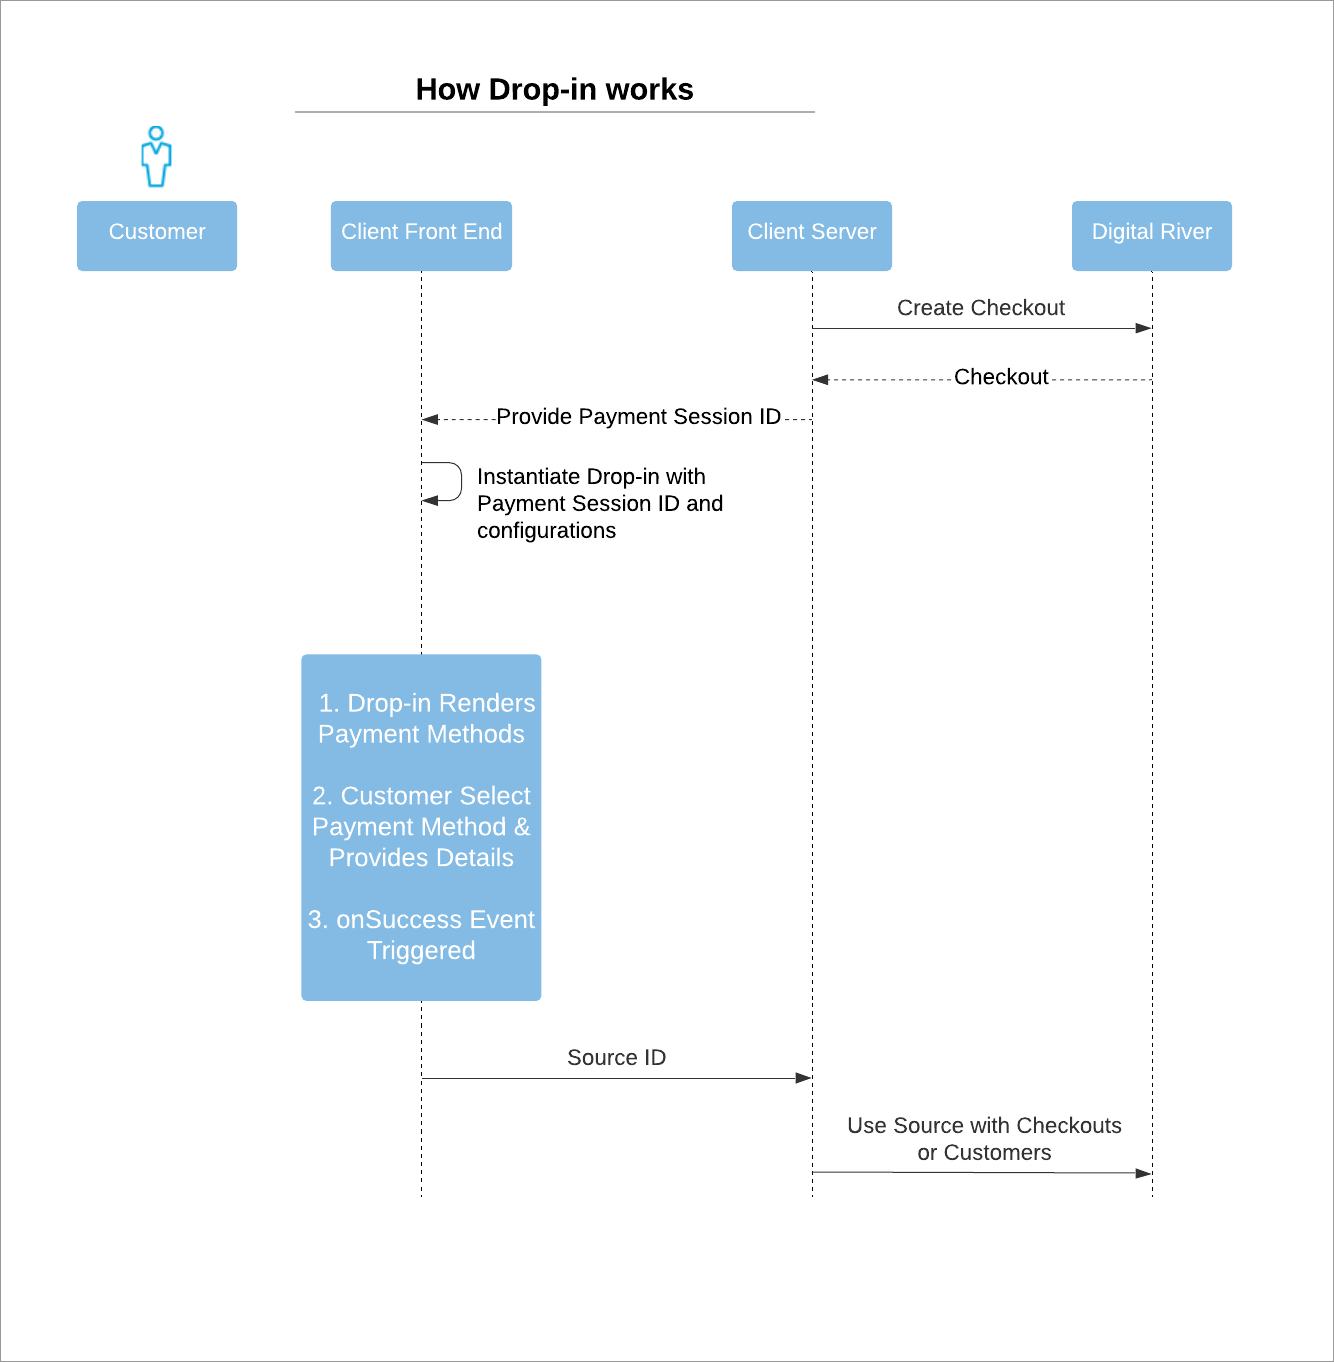 How Drop-in works
Customer
Client Front End
Client Server
Digital River
Create Checkout
Checkout
Provide Payment Session ID
Instantiate Drop-in with
Payment Session ID and
configurations
1. Drop-in Renders
Payment Methods
2. Customer Select
Payment Method &
Provides Details
3. onSuccess Event
Triggered
Source ID
Use Source with Checkouts
or Customers